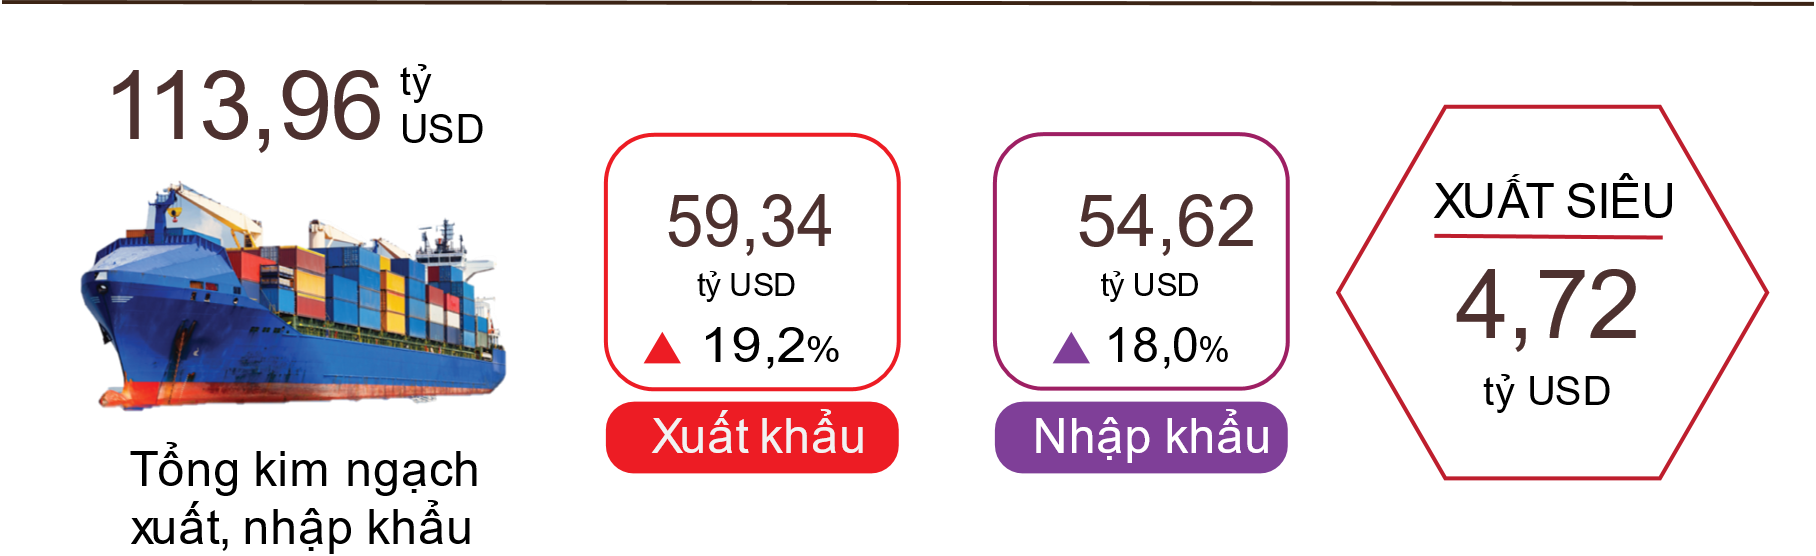 113,96 tỷ
USD
Tổng kim ngạch
xuất, nhập khẩu
59,34
tỷ USD
▲ 19,2%
Xuất khẩu
54,62
tỷ USD
▲ 18,0%
Nhập khẩu
XUẤT SIÊU
4,72
tỷ USD